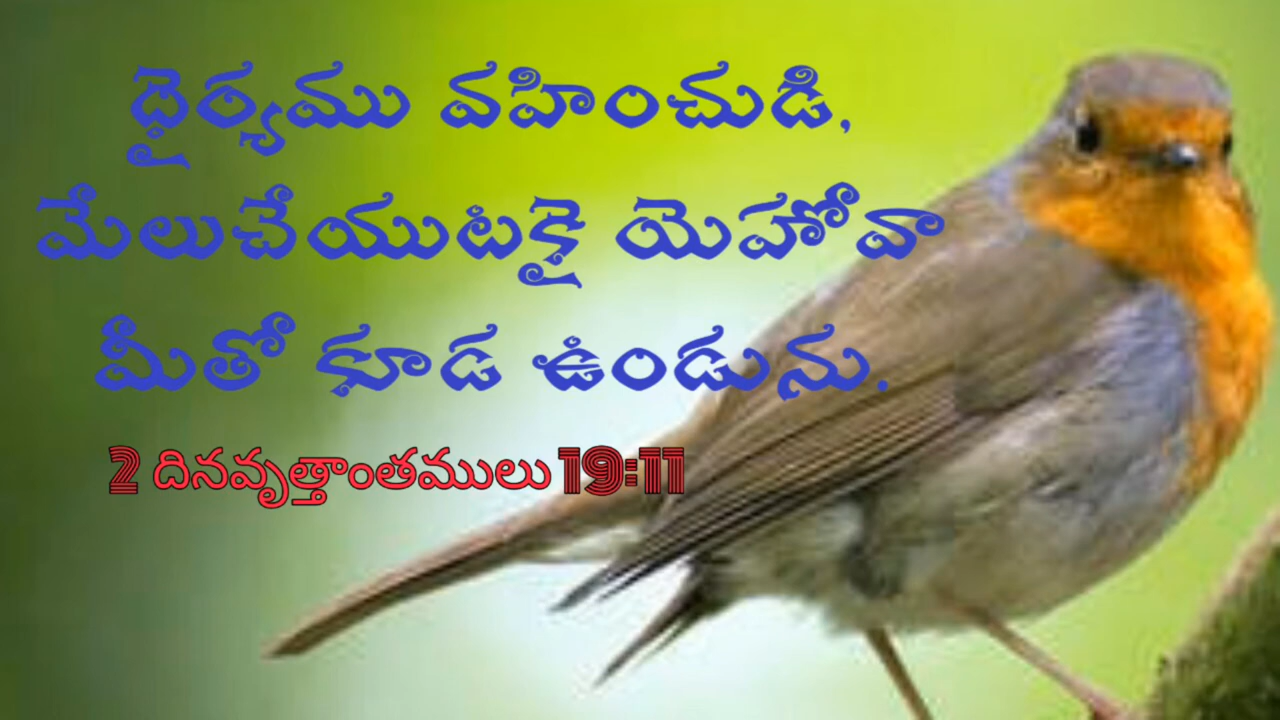 ధైర్యము వహించుడి,
మేలుచేయుటకై యెహోవా
మీతో కూడ ఉండును.
2 దినవృత్తాంతములు 19:11